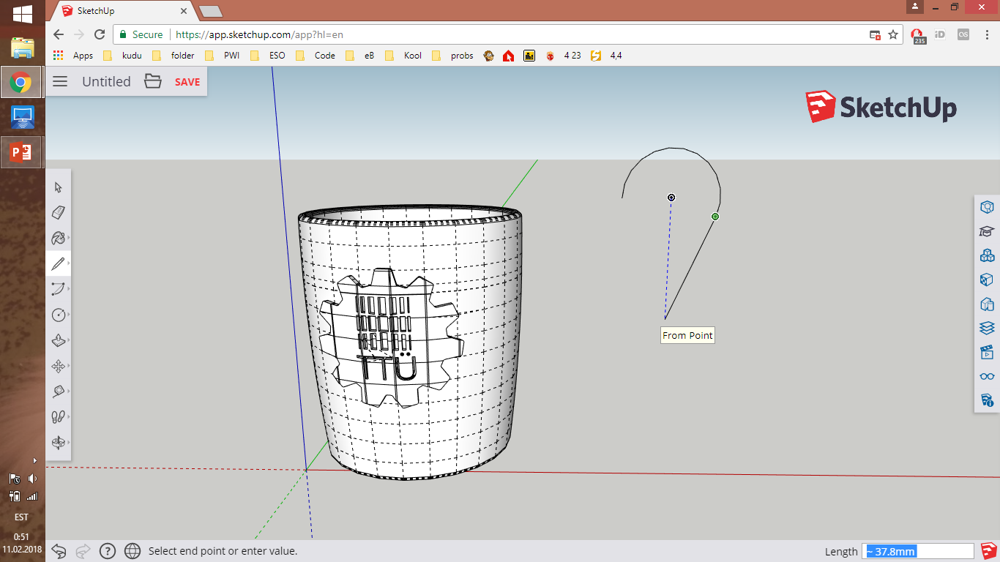 SketchUp
Secure https://app.sketchup.com/app?hl=en
235 iD OS
Apps kudu folder PWI ESO Code eB Kool probs 4 23 4,4
Untitled SAVE
SketchUp
TTÜ
From Point
P
EST
0:51
11.02.2018
Select end point or enter value. Length ~ 37.8mm